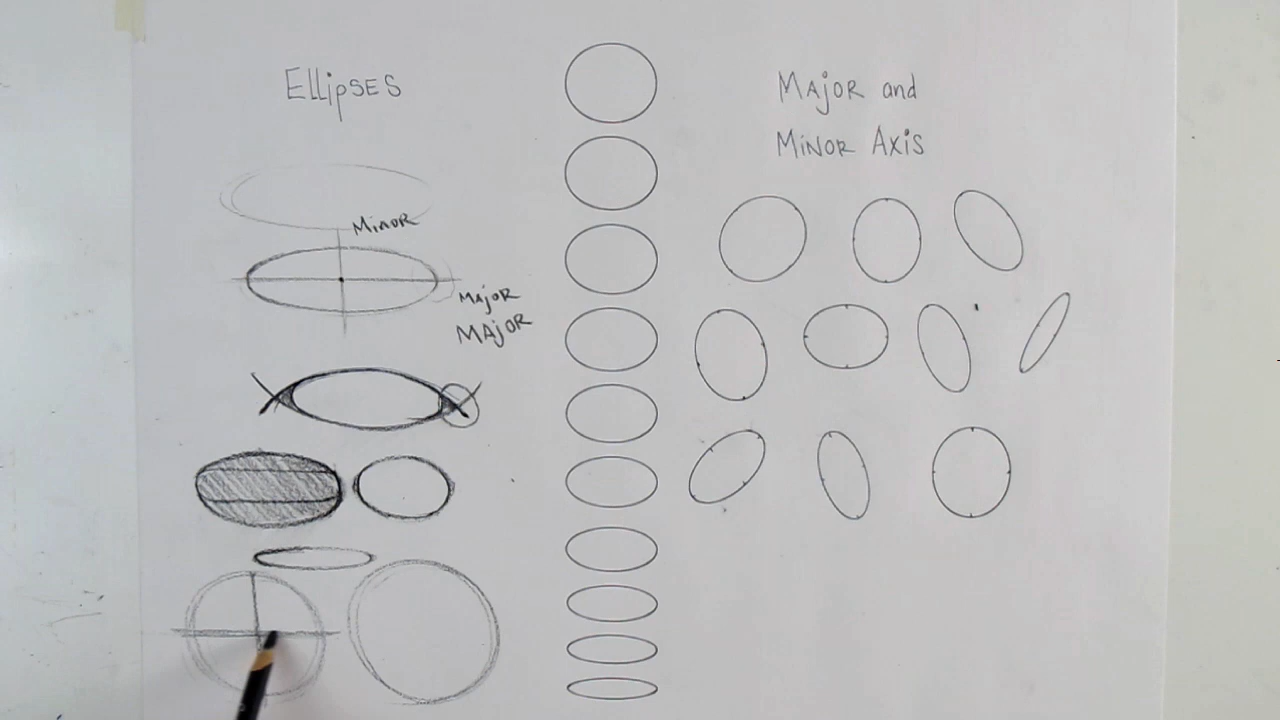 EllipsES
MAjOR and
MiNOR Axis
MiNOR
MAjOR
MAjOR